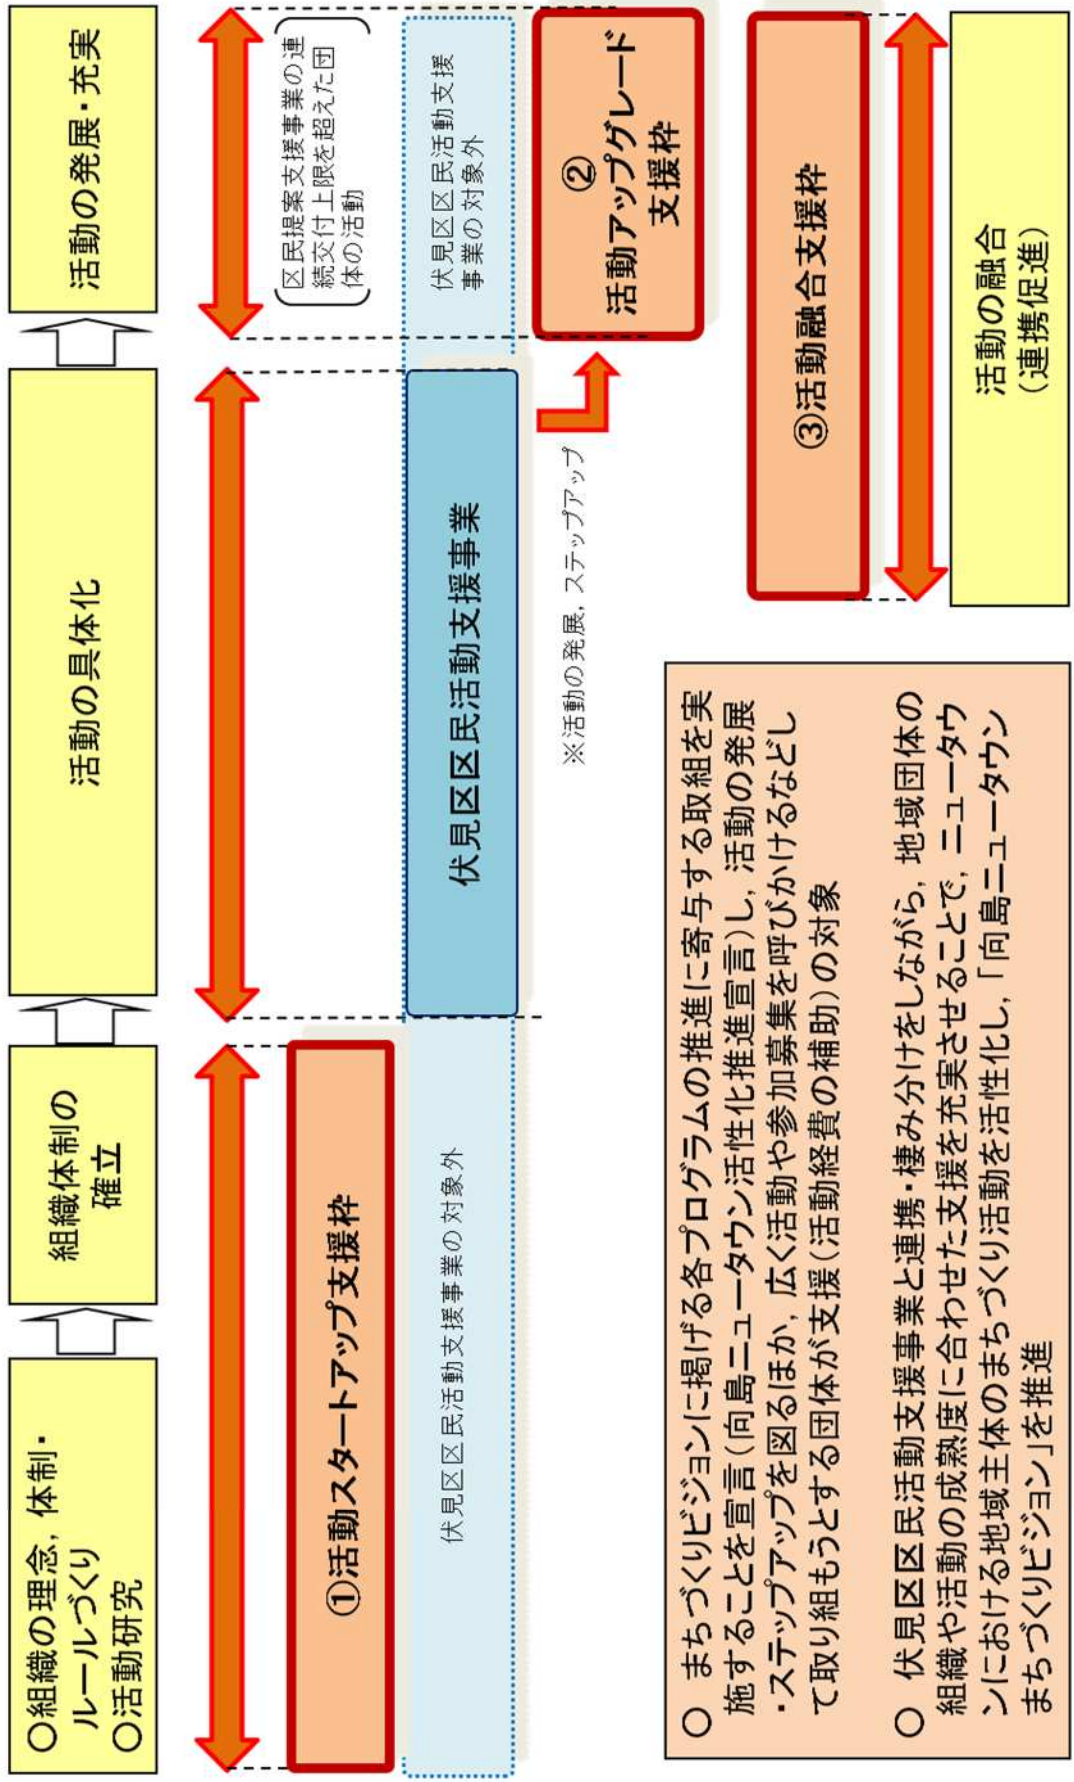 ○組織の理念，体制・
ルールづくり
○活動研究
組織体制の
確立
活動の具体化
活動の発展・充実
区民提案支援事業の連
続交付上限を超えた団
体の活動
①活動スタートアップ支援枠
伏見区区民活動支援事業の対象外
伏見区区民活動支援事業
伏見区区民活動支援
事業の対象外
※活動の発展，ステップアップ
②
活動アップグレード
支援枠
○ まちづくりビジョンに掲げる各プログラムの推進に寄与する取組を実
施することを宣言（向島ニュータウン活性化推進宣言）し，活動の発展
・ステップアップを図るほか，広く活動や参加募集を呼びかけるなどし
て取り組もうとする団体が支援（活動経費の補助）の対象
○ 伏見区区民活動支援事業と連携・棲み分けをしながら，地域団体の
組織や活動の成熟度に合わせた支援を充実させることで，ニュータウ
ンにおける地域主体のまちづくり活動を活性化し，「向島ニュータウン
まちづくりビジョン」を推進
③活動融合支援枠
活動の融合
（連携促進）